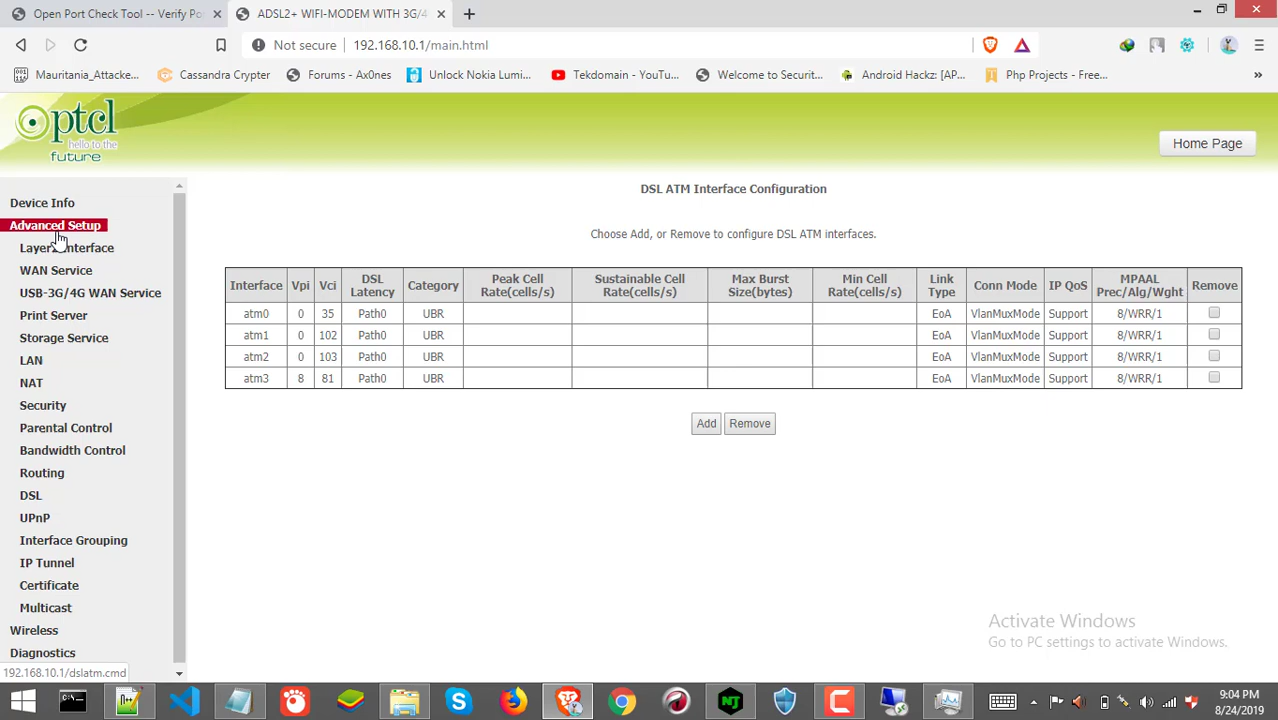 Open Port Check Tool -- Verify Po
ADSL2+ WIFI-MODEM WITH 3G/4
Not secure
192.168.10.1/main.html
Mauritania_Attacke...
Cassandra Crypter
Forums - Ax0nes
Unlock Nokia Lumi...
Tekdomain - YouTu...
Welcome to Securit...
Android Hackz: [AP...
Php Projects - Free...
»
ptcl
hello to the
future
Home Page
Device Info
Advanced Setup
Layer2 Interface
WAN Service
USB-3G/4G WAN Service
Print Server
Storage Service
LAN
NAT
Security
Parental Control
Bandwidth Control
Routing
DSL
UPnP
Interface Grouping
IP Tunnel
Certificate
Multicast
Wireless
Diagnostics
192.168.10.1/dslatm.cmd
DSL ATM Interface Configuration
Choose Add, or Remove to configure DSL ATM interfaces.
Interface Vpi Vci DSL Latency Category Peak Cell Rate(cells/s) Sustainable Cell Rate(cells/s) Max Burst Size(bytes) Min Cell Rate(cells/s) Link Type Conn Mode IP QoS MPAAL Prec/Alg/Wght Remove
atm0 0 35 Path0 UBR EoA VlanMuxMode Support 8/WRR/1
atm1 0 102 Path0 UBR EoA VlanMuxMode Support 8/WRR/1
atm2 0 103 Path0 UBR EoA VlanMuxMode Support 8/WRR/1
atm3 8 81 Path0 UBR EoA VlanMuxMode Support 8/WRR/1
Add Remove
Activate Windows
Go to PC settings to activate Windows.
9:04 PM
8/24/2019